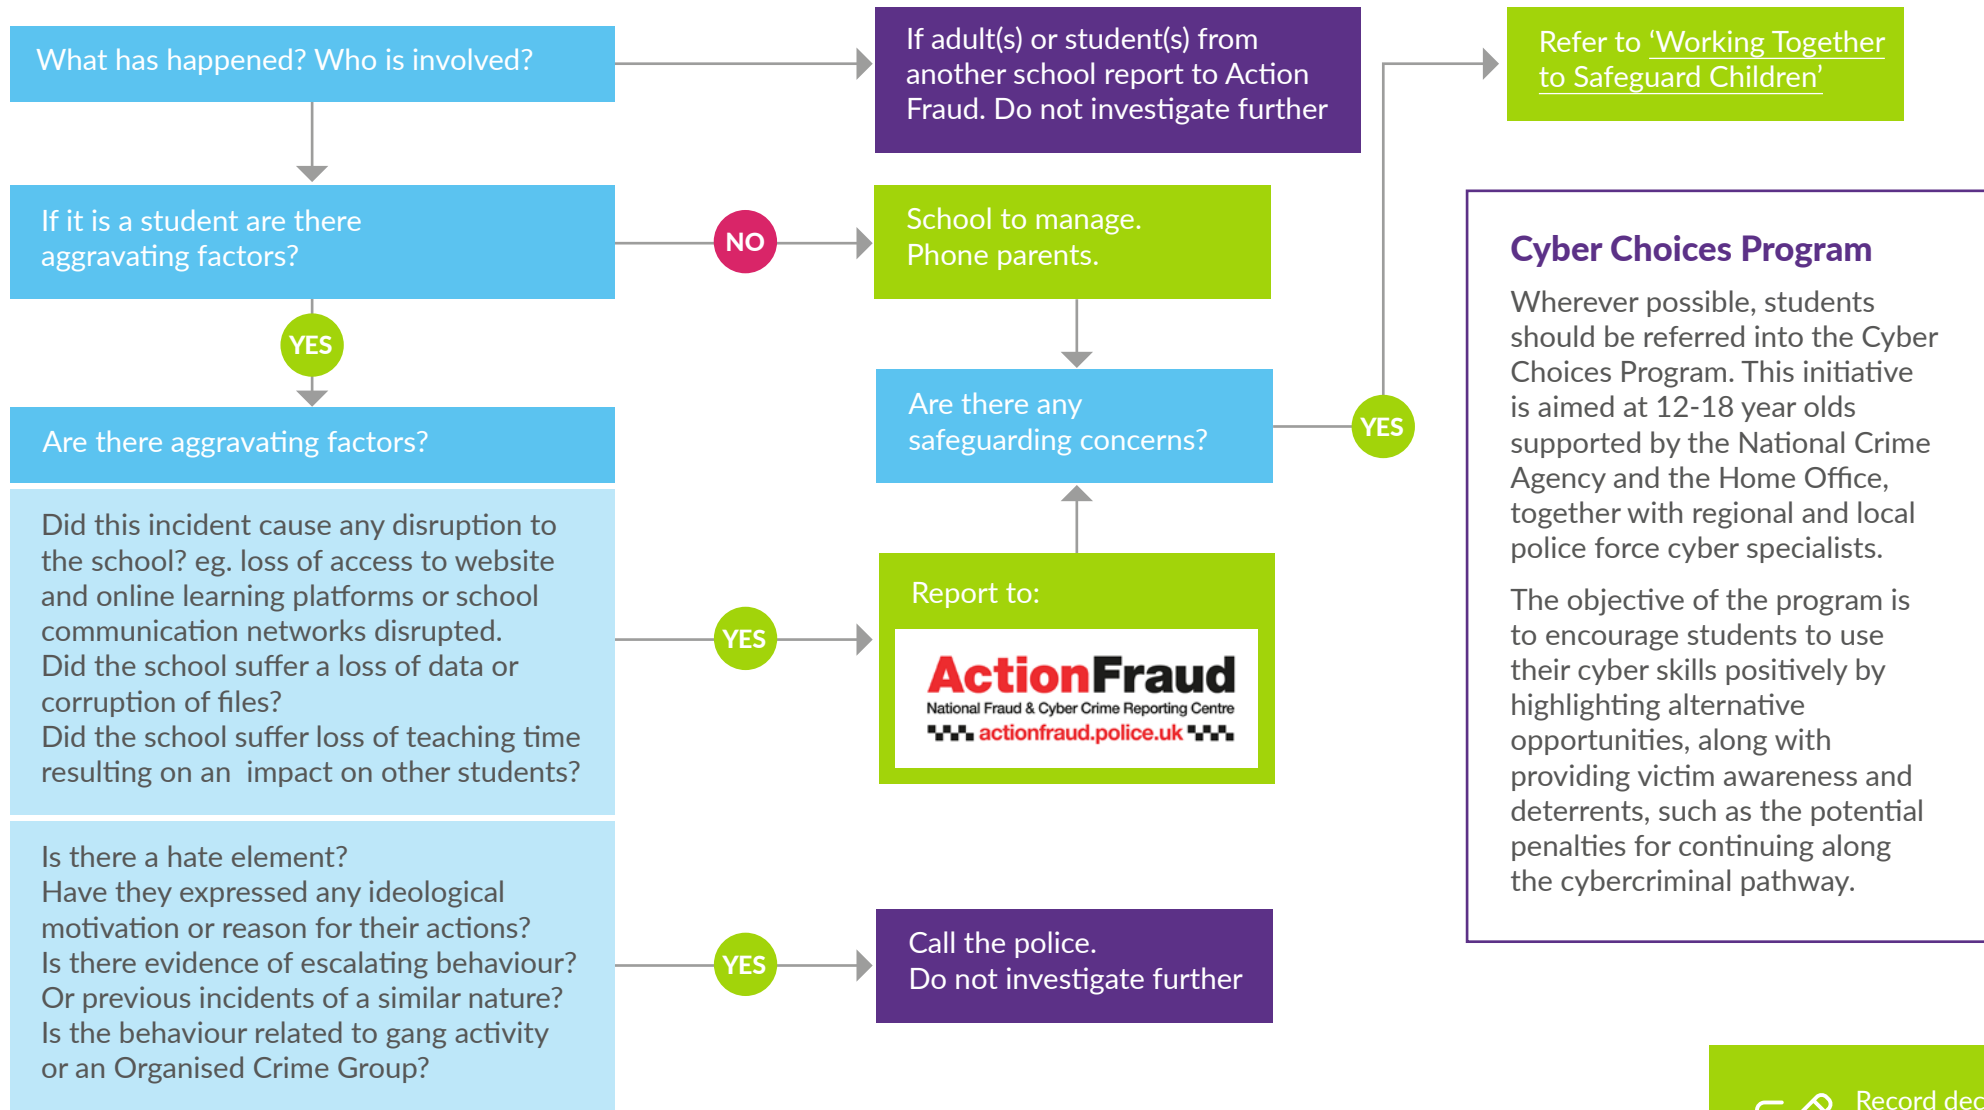 What has happened? Who is involved?
If adult(s) or student(s) from
another school report to Action
Fraud. Do not investigate further
Refer to ‘Working Together
to Safeguard Children’
If it is a student are there
aggravating factors?
NO
School to manage.
Phone parents.
YES
Are there any
safeguarding concerns?
YES
Are there aggravating factors?
Did this incident cause any disruption to
the school? eg. loss of access to website
and online learning platforms or school
communication networks disrupted.
Did the school suffer a loss of data or
corruption of files?
Did the school suffer loss of teaching time
resulting on an  impact on other students?
YES
Report to:
ActionFraud
National Fraud & Cyber Crime Reporting Centre
actionfraud.police.uk
Is there a hate element?
Have they expressed any ideological
motivation or reason for their actions?
Is there evidence of escalating behaviour?
Or previous incidents of a similar nature?
Is the behaviour related to gang activity
or an Organised Crime Group?
YES
Call the police.
Do not investigate further
Cyber Choices Program
Wherever possible, students
should be referred into the Cyber
Choices Program. This initiative
is aimed at 12-18 year olds
supported by the National Crime
Agency and the Home Office,
together with regional and local
police force cyber specialists.
The objective of the program is
to encourage students to use
their cyber skills positively by
highlighting alternative
opportunities, along with
providing victim awareness and
deterrents, such as the potential
penalties for continuing along
the cybercriminal pathway.
Record dec